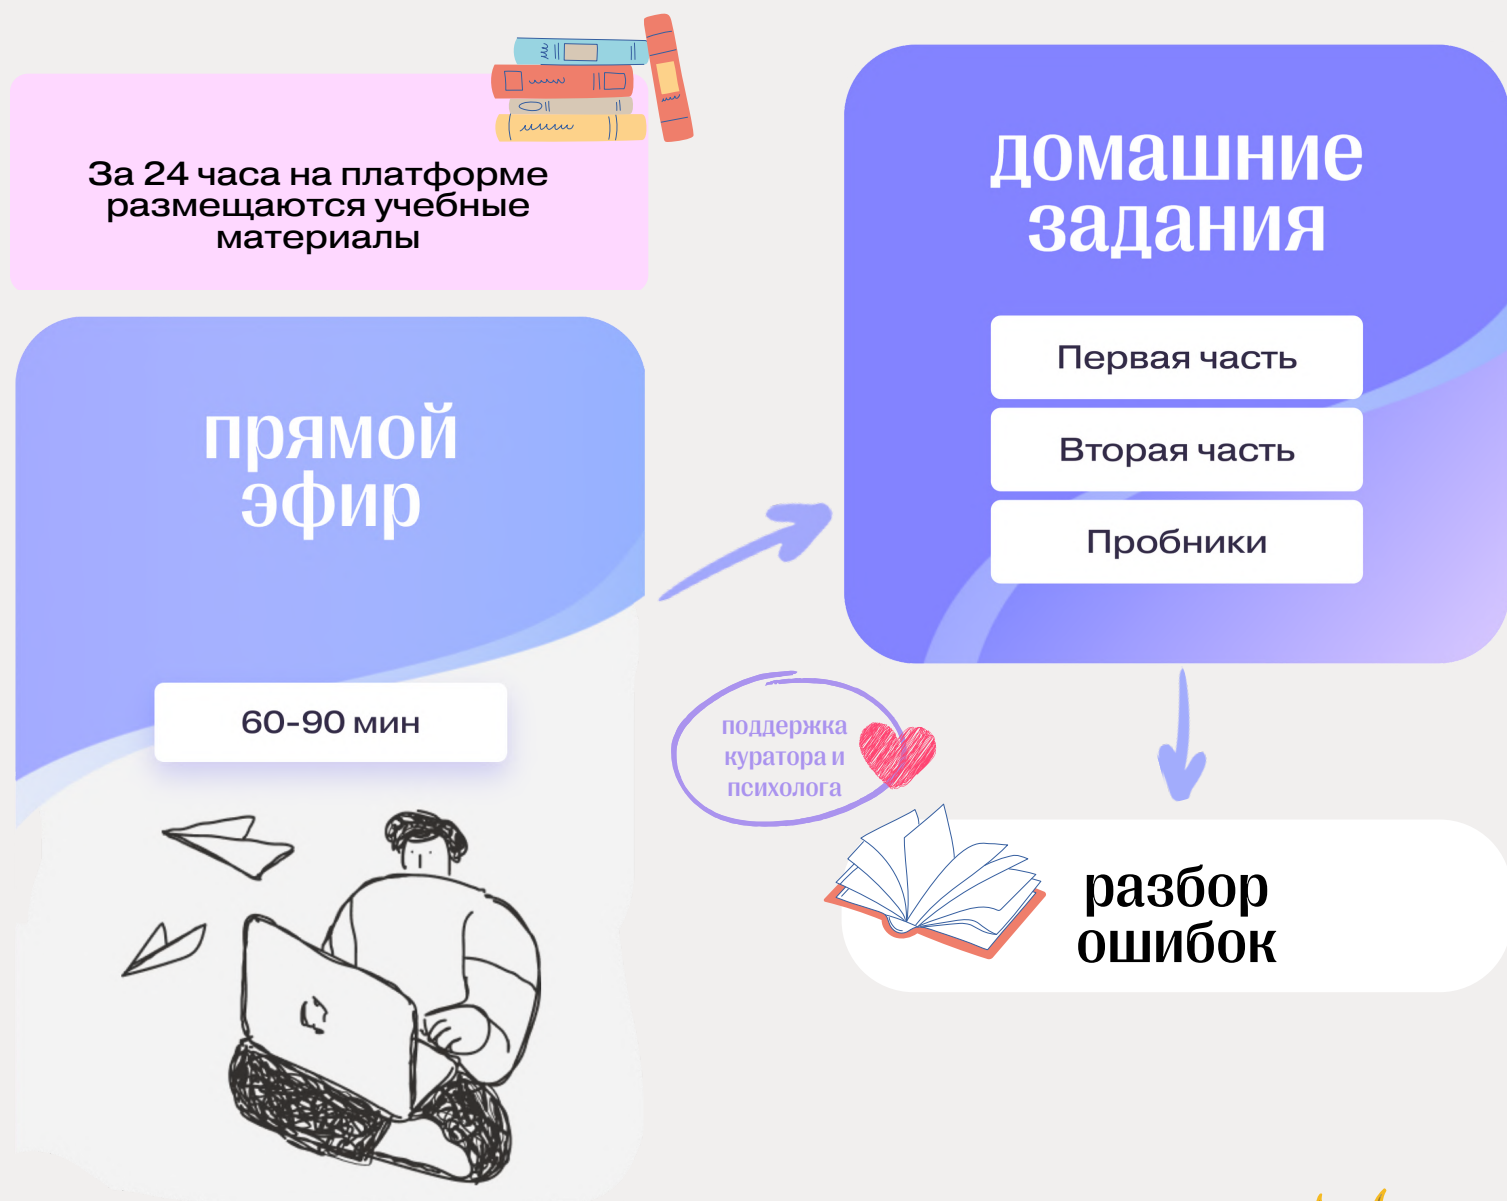 За 24 часа на платформе
размещаются учебные
материалы
прямой
эфир
60-90 мин
домашние
задания
Первая часть
Вторая часть
Пробники
поддержка
куратора и
психолога
разбор
ошибок